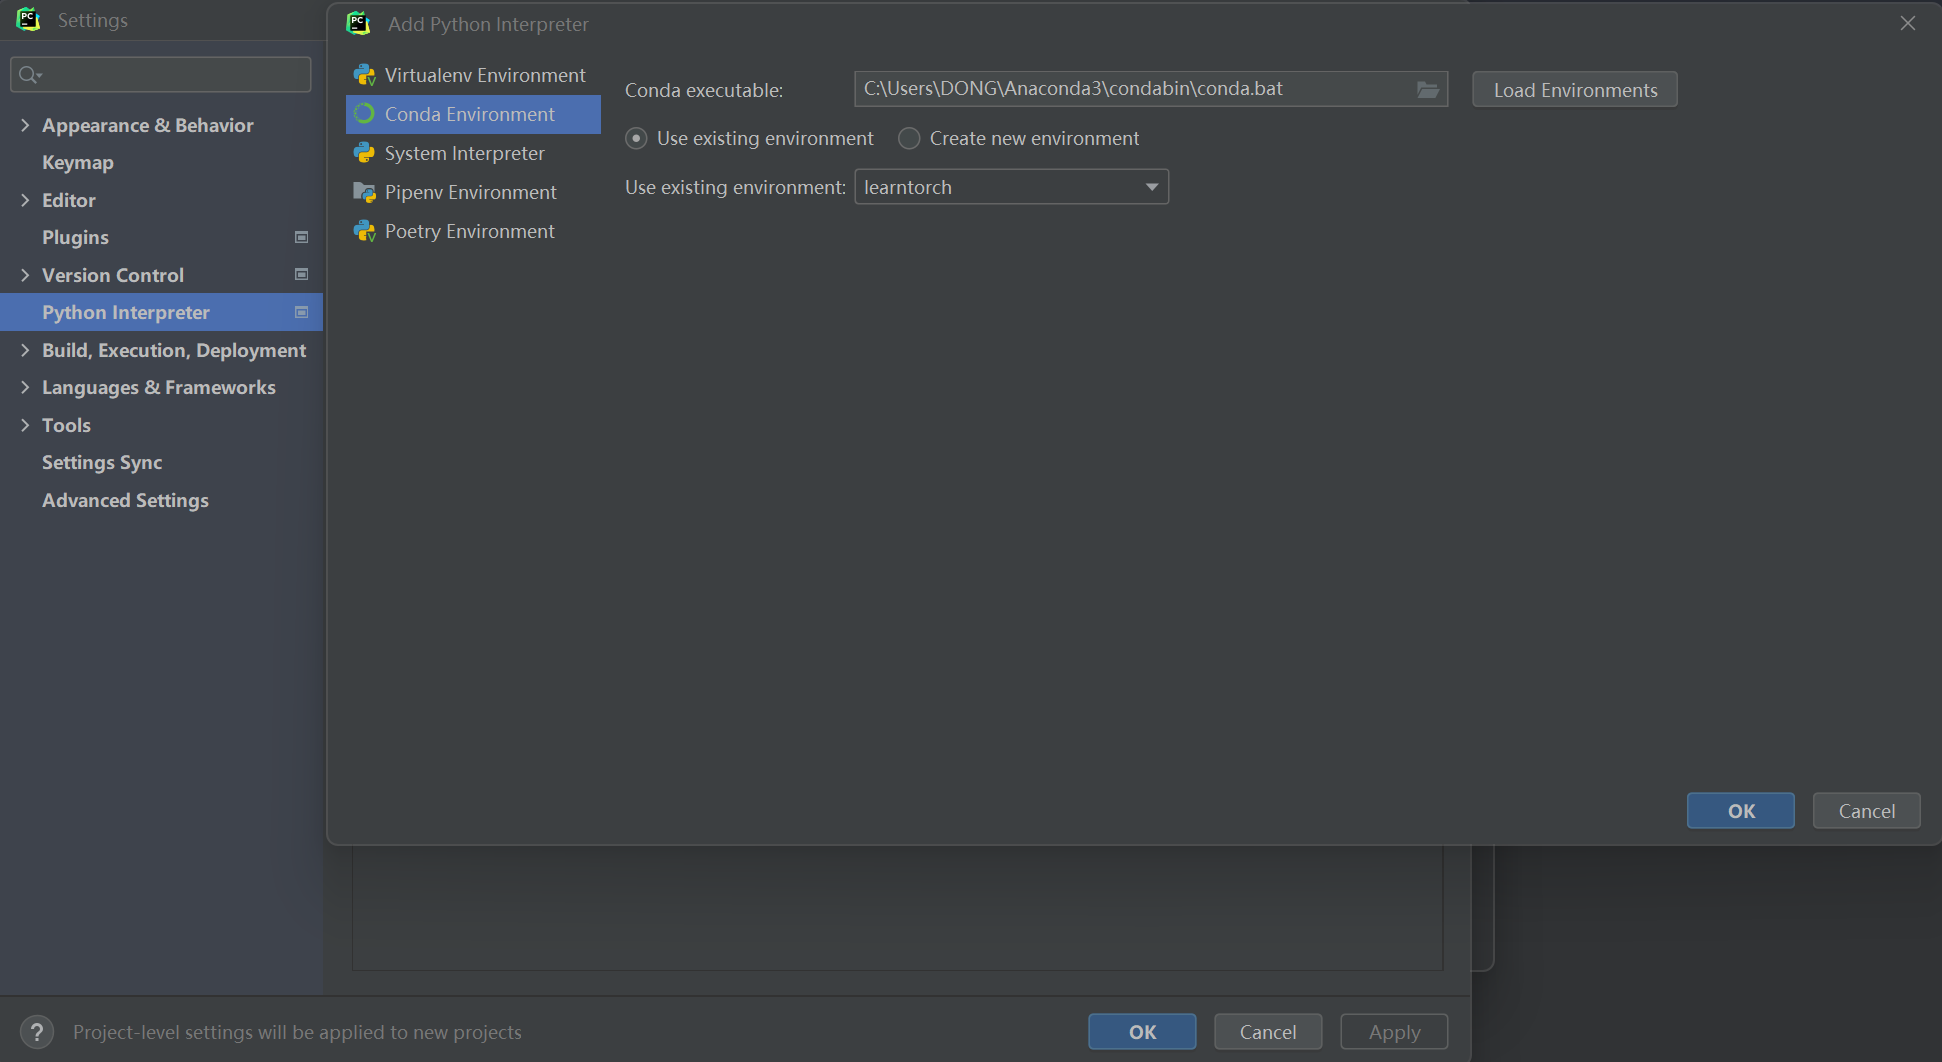 Settings
Appearance & Behavior
Keymap
Editor
Plugins
Version Control
Python Interpreter
Build, Execution, Deployment
Languages & Frameworks
Tools
Settings Sync
Advanced Settings
Add Python Interpreter
Virtualenv Environment
Conda Environment
System Interpreter
Pipenv Environment
Poetry Environment
Conda executable: C:\Users\DONG\Anaconda3\condabin\conda.bat Load Environments
Use existing environment Create new environment
Use existing environment: learntorch
OK Cancel
? Project-level settings will be applied to new projects
OK Cancel Apply